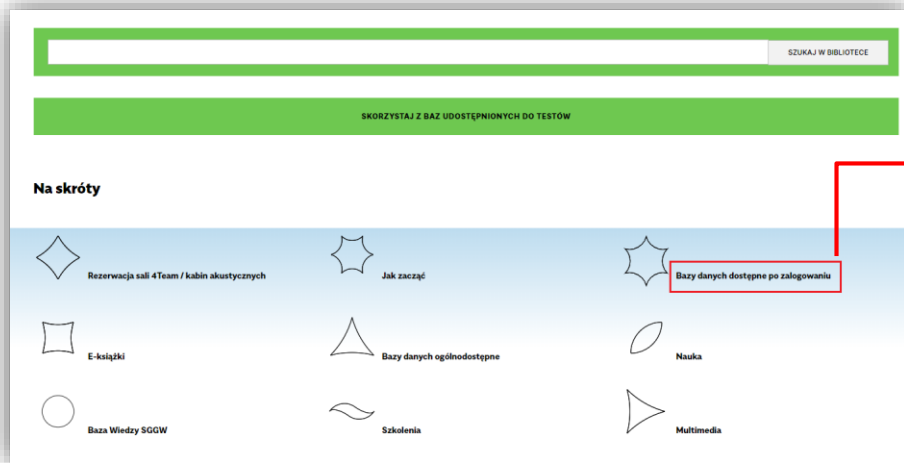 SZUKAJ W BIBLIOTECE
SKORZYSTAJ Z BAZ UDOSTĘPNIONYCH DO TESTÓW
Na skróty
Rezerwacja sali 4Team / kabin akustycznych
Jak zacząć
Bazy danych dostępne po zalogowaniu
E-książki
Bazy danych ogólnodostępne
Nauka
Baza Wiedzy SGGW
Szkolenia
Multimedia